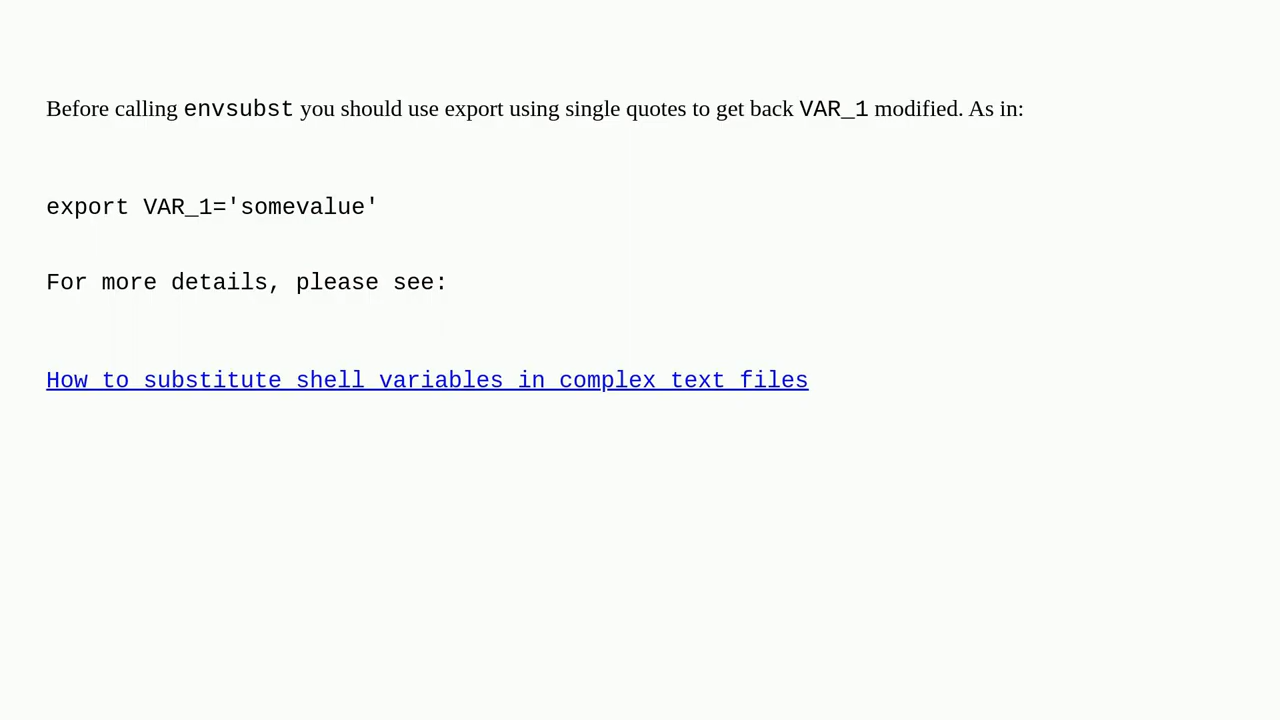 Before calling envsubst you should use export using single quotes to get back VAR_1 modified. As in:
export VAR_1='somevalue'
For more details, please see:
How to substitute shell variables in complex text files